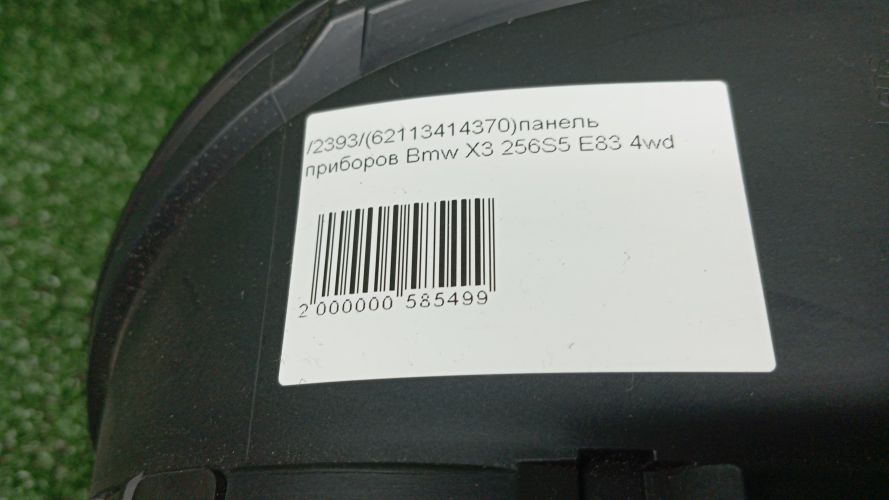 /2393/(62113414370)панель
приборов Bmw X3 256S5 E83 4wd
2 000000 585499